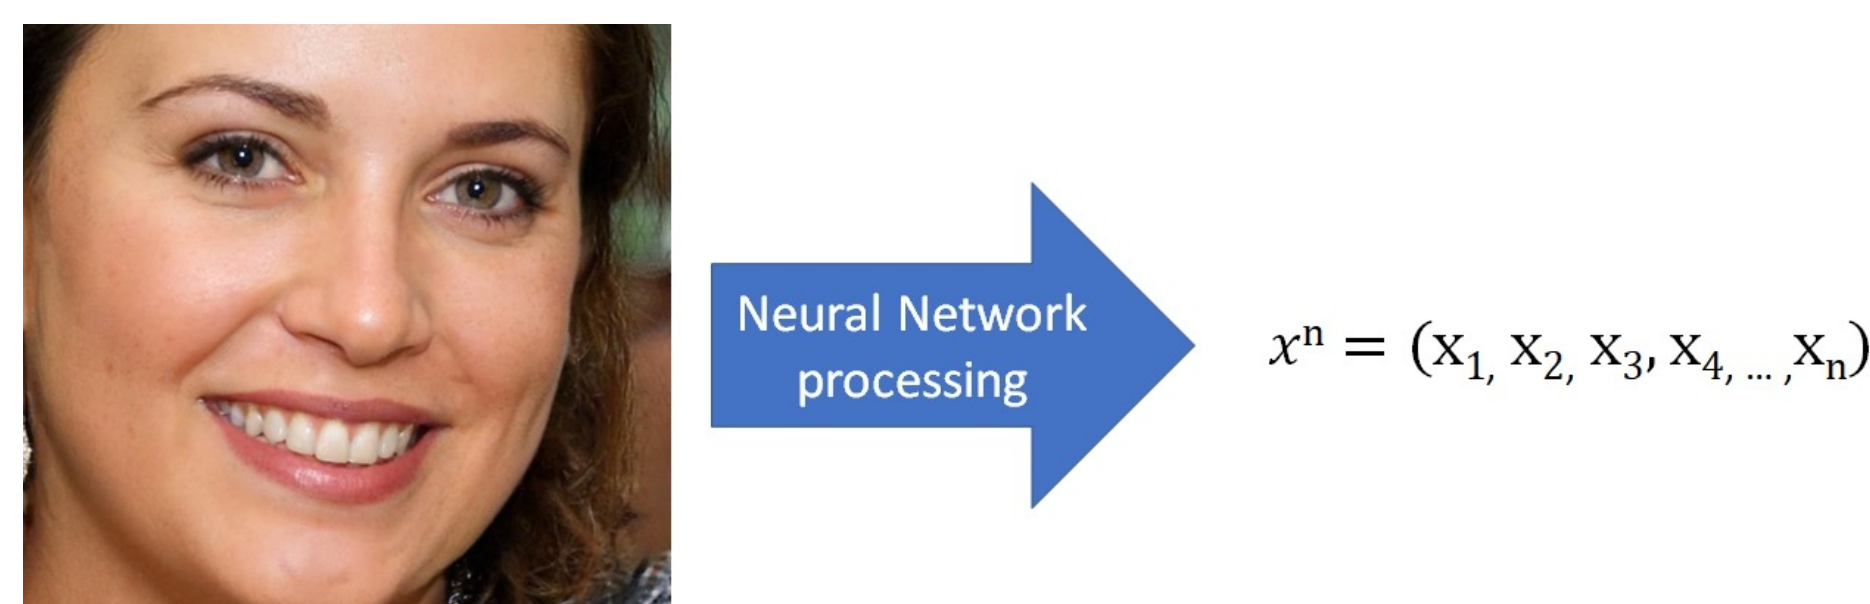 Neural Network
processing
xⁿ = (x₁, x₂, x₃, x₄, ... ,xₙ)